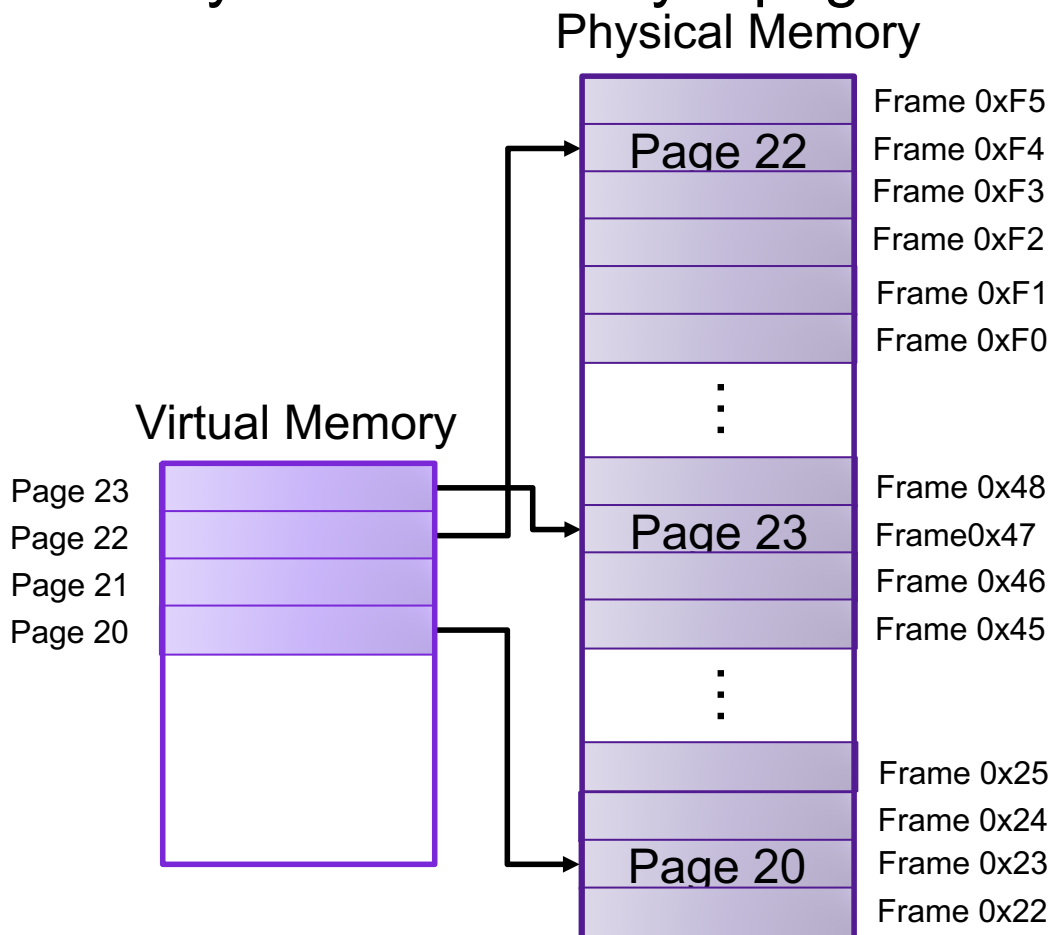 Physical Memory
Frame 0xF5
Page 22
Frame 0xF4
Frame 0xF3
Frame 0xF2
Frame 0xF1
Frame 0xF0
⋮
Virtual Memory
Page 23
Frame 0x48
Page 22
Page 23
Frame0x47
Page 21
Frame 0x46
Page 20
Frame 0x45
⋮
Frame 0x25
Frame 0x24
Page 20
Frame 0x23
Frame 0x22